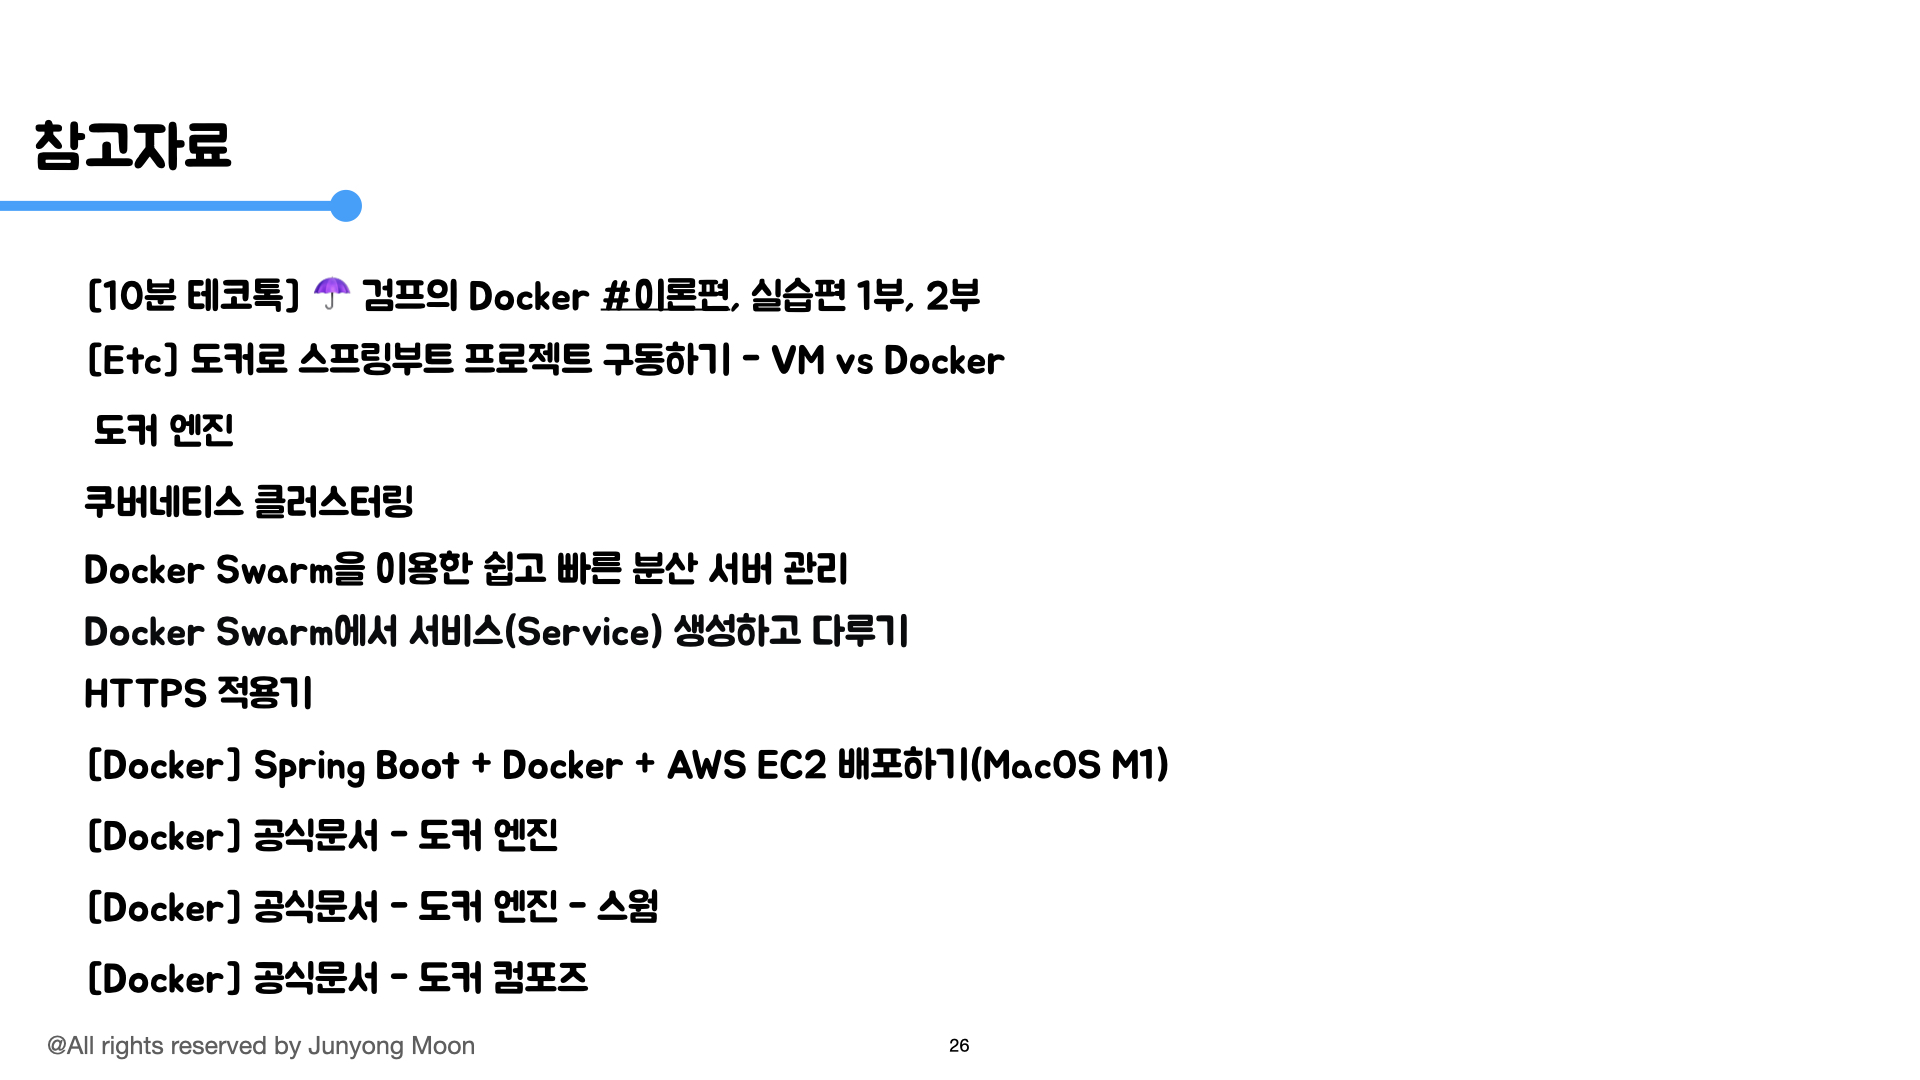 참고자료
[10분 테코톡] ☂️ 검프의 Docker #이론편, 실습편 1부, 2부
[Etc] 도커로 스프링부트 프로젝트 구동하기 - VM vs Docker
도커 엔진
쿠버네티스 클러스터링
Docker Swarm을 이용한 쉽고 빠른 분산 서버 관리
Docker Swarm에서 서비스(Service) 생성하고 다루기
HTTPS 적용기
[Docker] Spring Boot + Docker + AWS EC2 배포하기(MacOS M1)
[Docker] 공식문서 - 도커 엔진
[Docker] 공식문서 - 도커 엔진 - 스웜
[Docker] 공식문서 - 도커 컴포즈
@All rights reserved by Junyong Moon
26